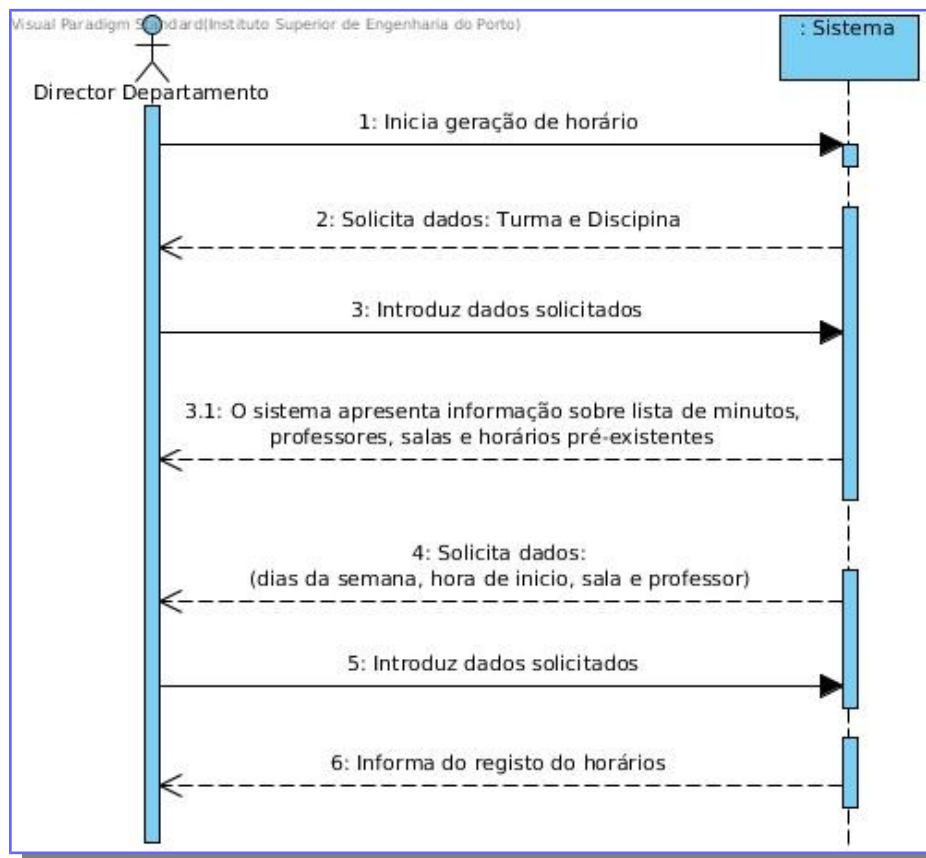 Visual Paradigm Standard(Instituto Superior de Engenharia do Porto)
: Sistema
Director Departamento
1: Inicia geração de horário
2: Solicita dados: Turma e Discipina
3: Introduz dados solicitados
3.1: O sistema apresenta informação sobre lista de minutos,
professores, salas e horários pré-existentes
4: Solicita dados:
(dias da semana, hora de inicio, sala e professor)
5: Introduz dados solicitados
6: Informa do registo do horários